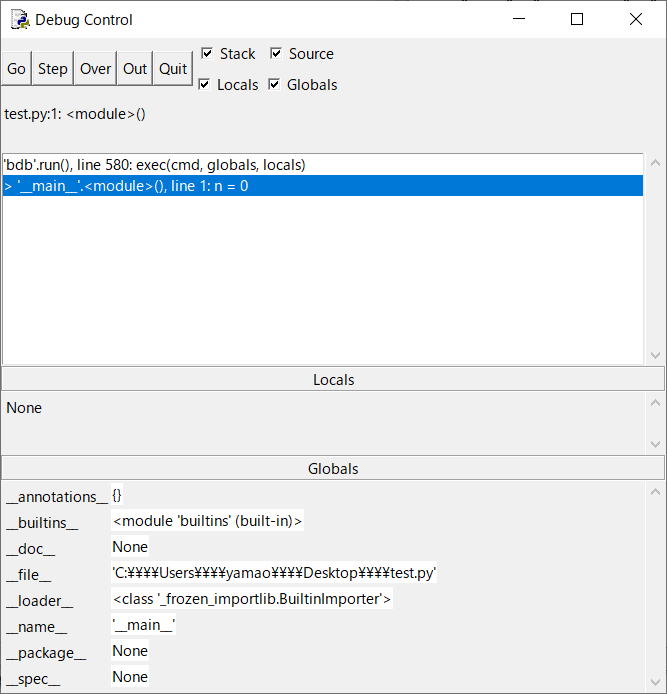 Debug Control
Go Step Over Out Quit Stack Source
Locals Globals
test.py:1: <module>()
'bdb'.run(), line 580: exec(cmd, globals, locals)
> '__main__'.<module>(), line 1: n = 0
Locals
None
Globals
__annotations__ {}
__builtins__ <module 'builtins' (built-in)>
__doc__ None
__file__ 'C:¥¥¥¥Users¥¥¥¥yamao¥¥¥¥Desktop¥¥¥¥test.py'
__loader__ <class '_frozen_importlib.BuiltinImporter'>
__name__ '__main__'
__package__ None
__spec__ None